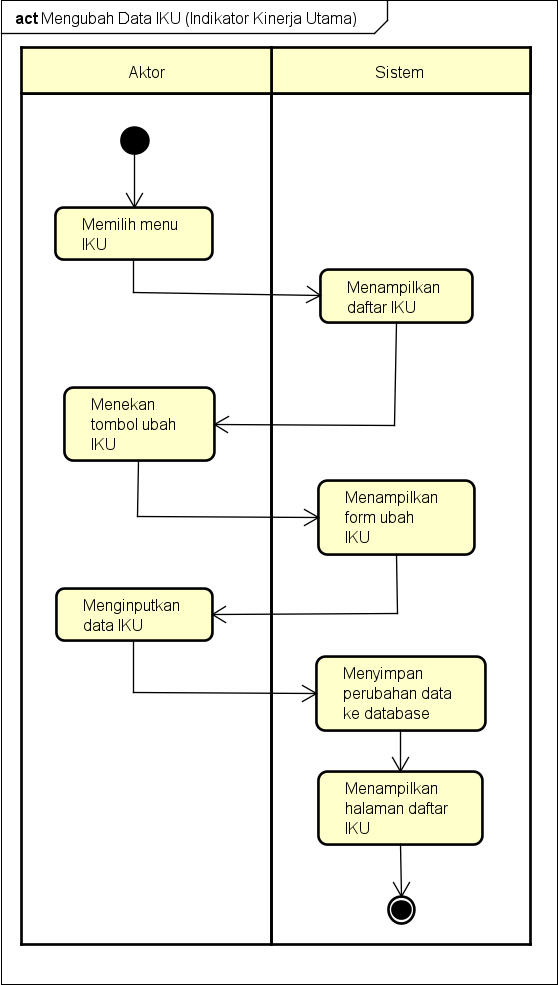 act Mengubah Data IKU (Indikator Kinerja Utama)
Aktor
Sistem
Memilih menu
IKU
Menampilkan
daftar IKU
Menekan
tombol ubah
IKU
Menampilkan
form ubah
IKU
Menginputkan
data IKU
Menyimpan
perubahan data
ke database
Menampilkan
halaman daftar
IKU